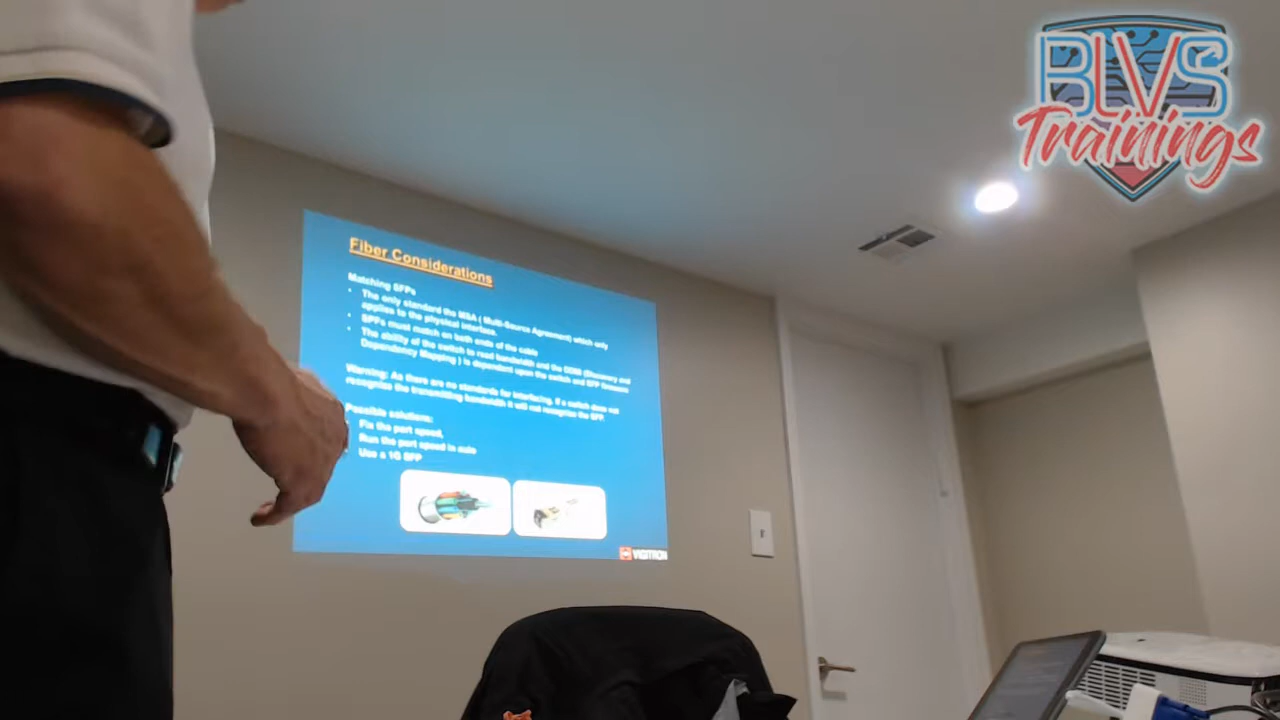 BLVS
Trainings
Fiber Considerations
Matching SFPs
• The only standard the MSA ( Multi-Source Agreement) which only
applies to the physical interface.
• SPFs must match on both ends of the cable
• The ability of the switch to read bandwidth and the DDMI (Discovery and
Dependency Mapping ) is dependent upon the switch and SFP firmware
Warning: As there are no standards for interfacing, if a switch does not
recognize the transmitting bandwidth it will not recognize the SFP.
Possible solutions:
Fix the port speed,
Run the port speed in auto
Use a 1G SFP
VIGITRON